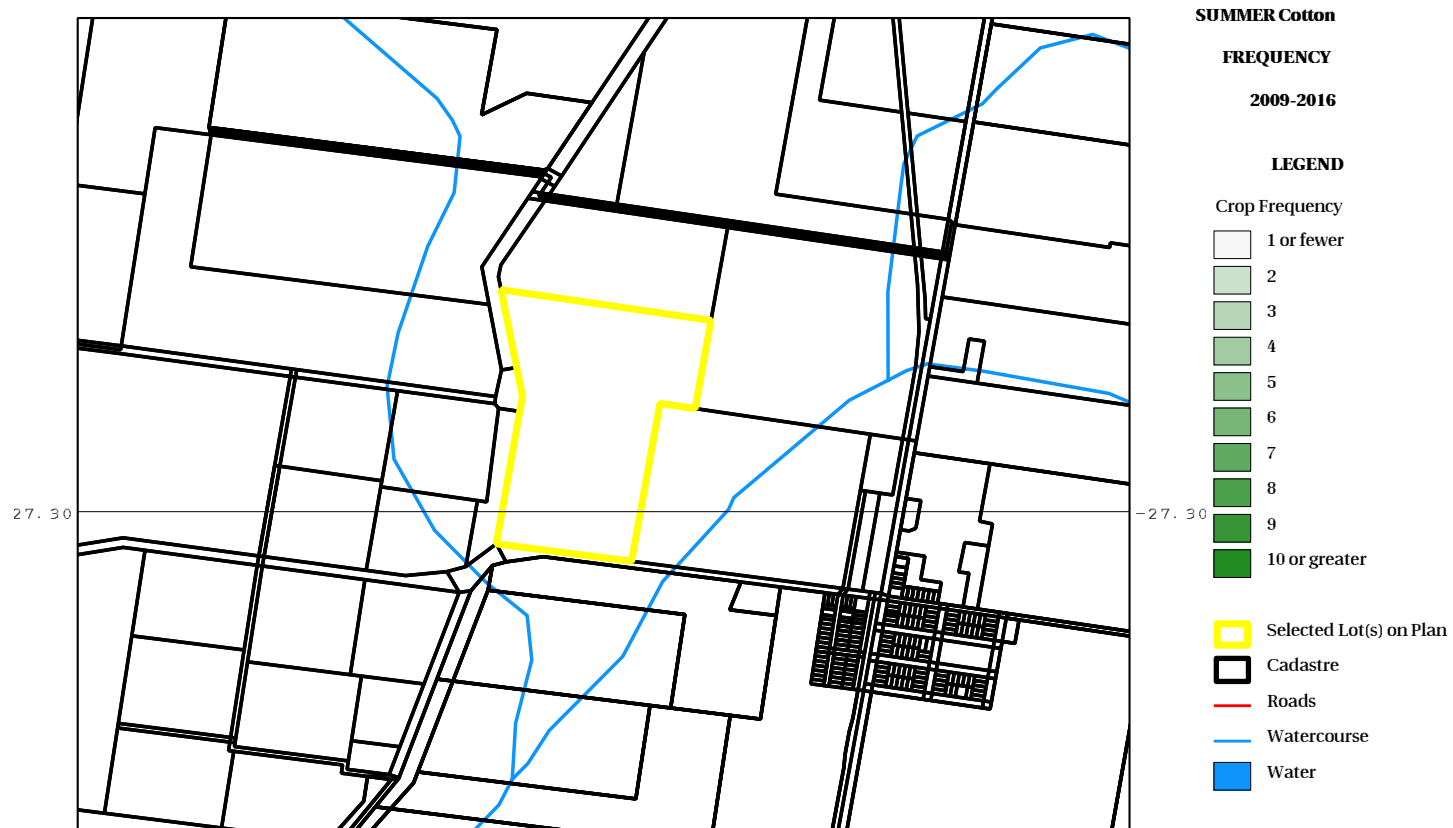 SUMMER Cotton
FREQUENCY
2009-2016
LEGEND
Crop Frequency
1 or fewer
2
3
4
5
6
7
8
9
10 or greater
Selected Lot(s) on Plan
Cadastre
Roads
Watercourse
Water
27.30
-27.30